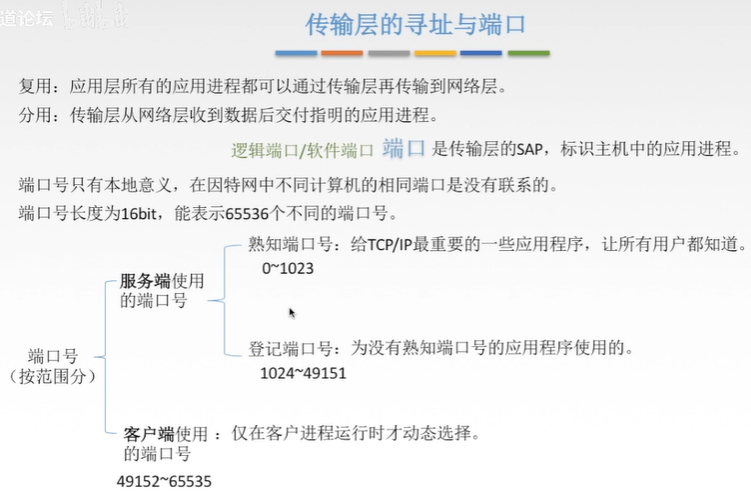 道论坛
传输层的寻址与端口
复用：应用层所有的应用进程都可以通过传输层再传输到网络层。
分用：传输层从网络层收到数据后交付指明的应用进程。
逻辑端口/软件端口 端口 是传输层的SAP，标识主机中的应用进程。
端口号只有本地意义，在因特网中不同计算机的相同端口是没有联系的。
端口号长度为16bit，能表示65536个不同的端口号。
熟知端口号：给TCP/IP最重要的一些应用程序，让所有用户都知道。
0~1023
服务端使用
的端口号
登记端口号：为没有熟知端口号的应用程序使用的。
1024~49151
端口号
（按范围分）
客户端使用：仅在客户进程运行时才动态选择。
的端口号
49152~65535